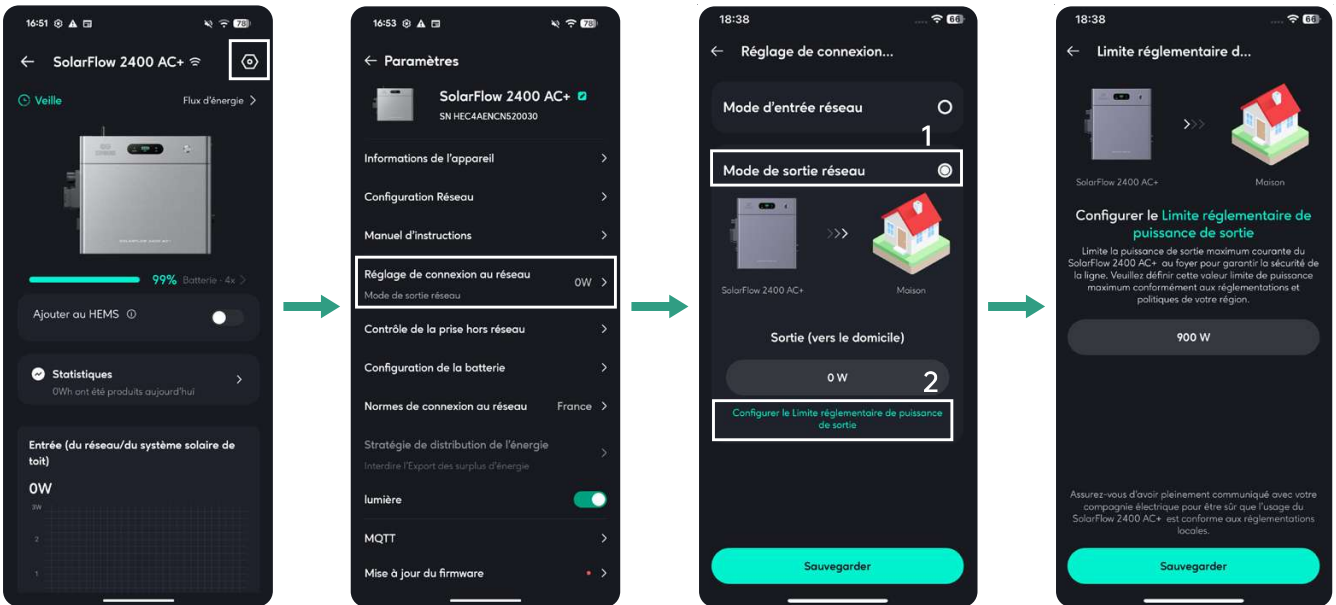 16:51
78
SolarFlow 2400 AC+
Veille
Flux d'énergie >
SOLARFLOW 2400 AC+
99% Batterie · 4x >
Ajouter au HEMS
Statistiques
0Wh ont été produits aujourd'hui
Entrée (du réseau/du système solaire de
toit)
0W
3W
2
1
16:53
78
Paramètres
SolarFlow 2400 AC+
SN HEC4AENCN520030
Informations de l'appareil
Configuration Réseau
Manuel d'instructions
Réglage de connexion au réseau
0W
Mode de sortie réseau
Contrôle de la prise hors réseau
Configuration de la batterie
Normes de connexion au réseau France
Stratégie de distribution de l'énergie
Interdire l'Export des surplus d'énergie
lumière
MQTT
Mise à jour du firmware
18:38
66
Réglage de connexion...
Mode d'entrée réseau
1
Mode de sortie réseau
>>>
SolarFlow 2400 AC+ Maison
Sortie (vers le domicile)
0 W
2
Configurer le Limite réglementaire de puissance
de sortie
Sauvegarder
18:38
66
Limite réglementaire d...
>>>
SolarFlow 2400 AC+ Maison
Configurer le Limite réglementaire de
puissance de sortie
Limite la puissance de sortie maximum courante du
SolarFlow 2400 AC+ au foyer pour garantir la sécurité de
la ligne. Veuillez définir cette valeur limite de puissance
maximum conformément aux réglementations et
politiques de votre région.
900 W
Assurez-vous d'avoir pleinement communiqué avec votre
compagnie électrique pour être sûr que l'usage du
SolarFlow 2400 AC+ est conforme aux réglementations
locales.
Sauvegarder